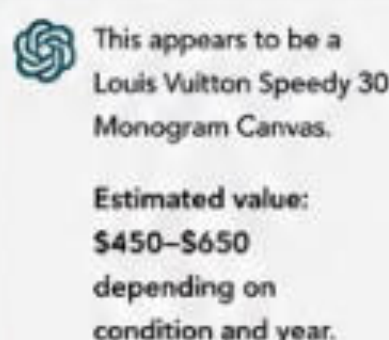 This appears to be a
Louis Vuitton Speedy 30
Monogram Canvas.
Estimated value:
$450–$650
depending on
condition and year.